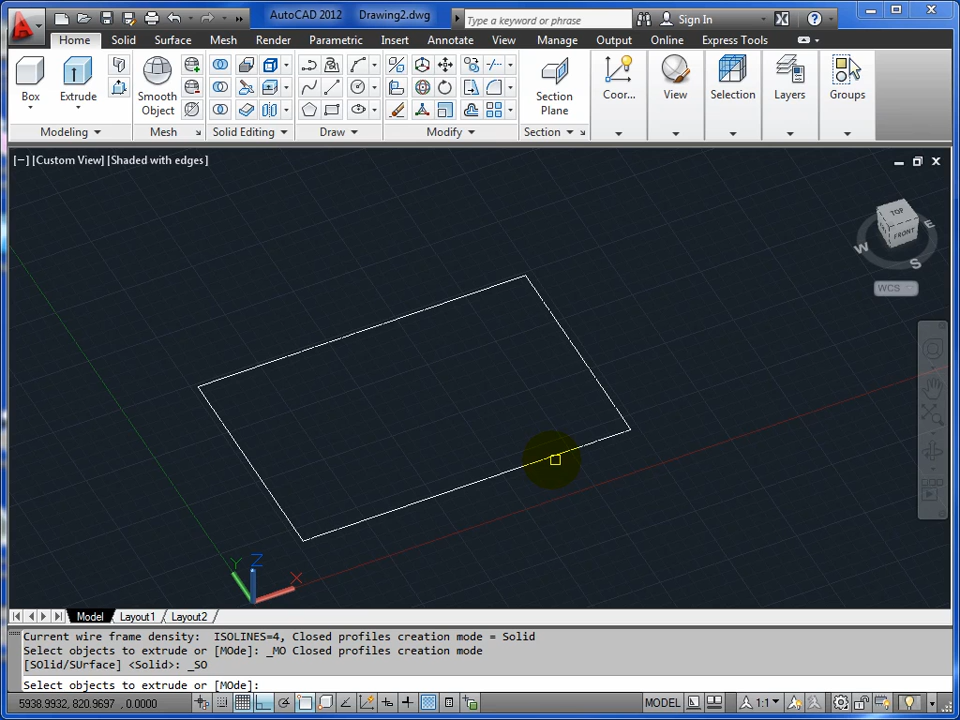 AutoCAD 2012 Drawing2.dwg Type a keyword or phrase Sign In
Home Solid Surface Mesh Render Parametric Insert Annotate View Manage Output Online Express Tools
Box Extrude Smooth Object Section Plane Coor... View Selection Layers Groups
Modeling Mesh Solid Editing Draw Modify Section
[−] [Custom View] [Shaded with edges]
TOP
FRONT
W S E
WCS
Y Z X
Model Layout1 Layout2
Current wire frame density: ISOLINES=4, Closed profiles creation mode = Solid
Select objects to extrude or [MOde]: _MO Closed profiles creation mode
[SOlid/SUrface] <Solid>: _SO
Select objects to extrude or [MOde]:
5938.9932, 820.9697 , 0.0000 MODEL 1:1